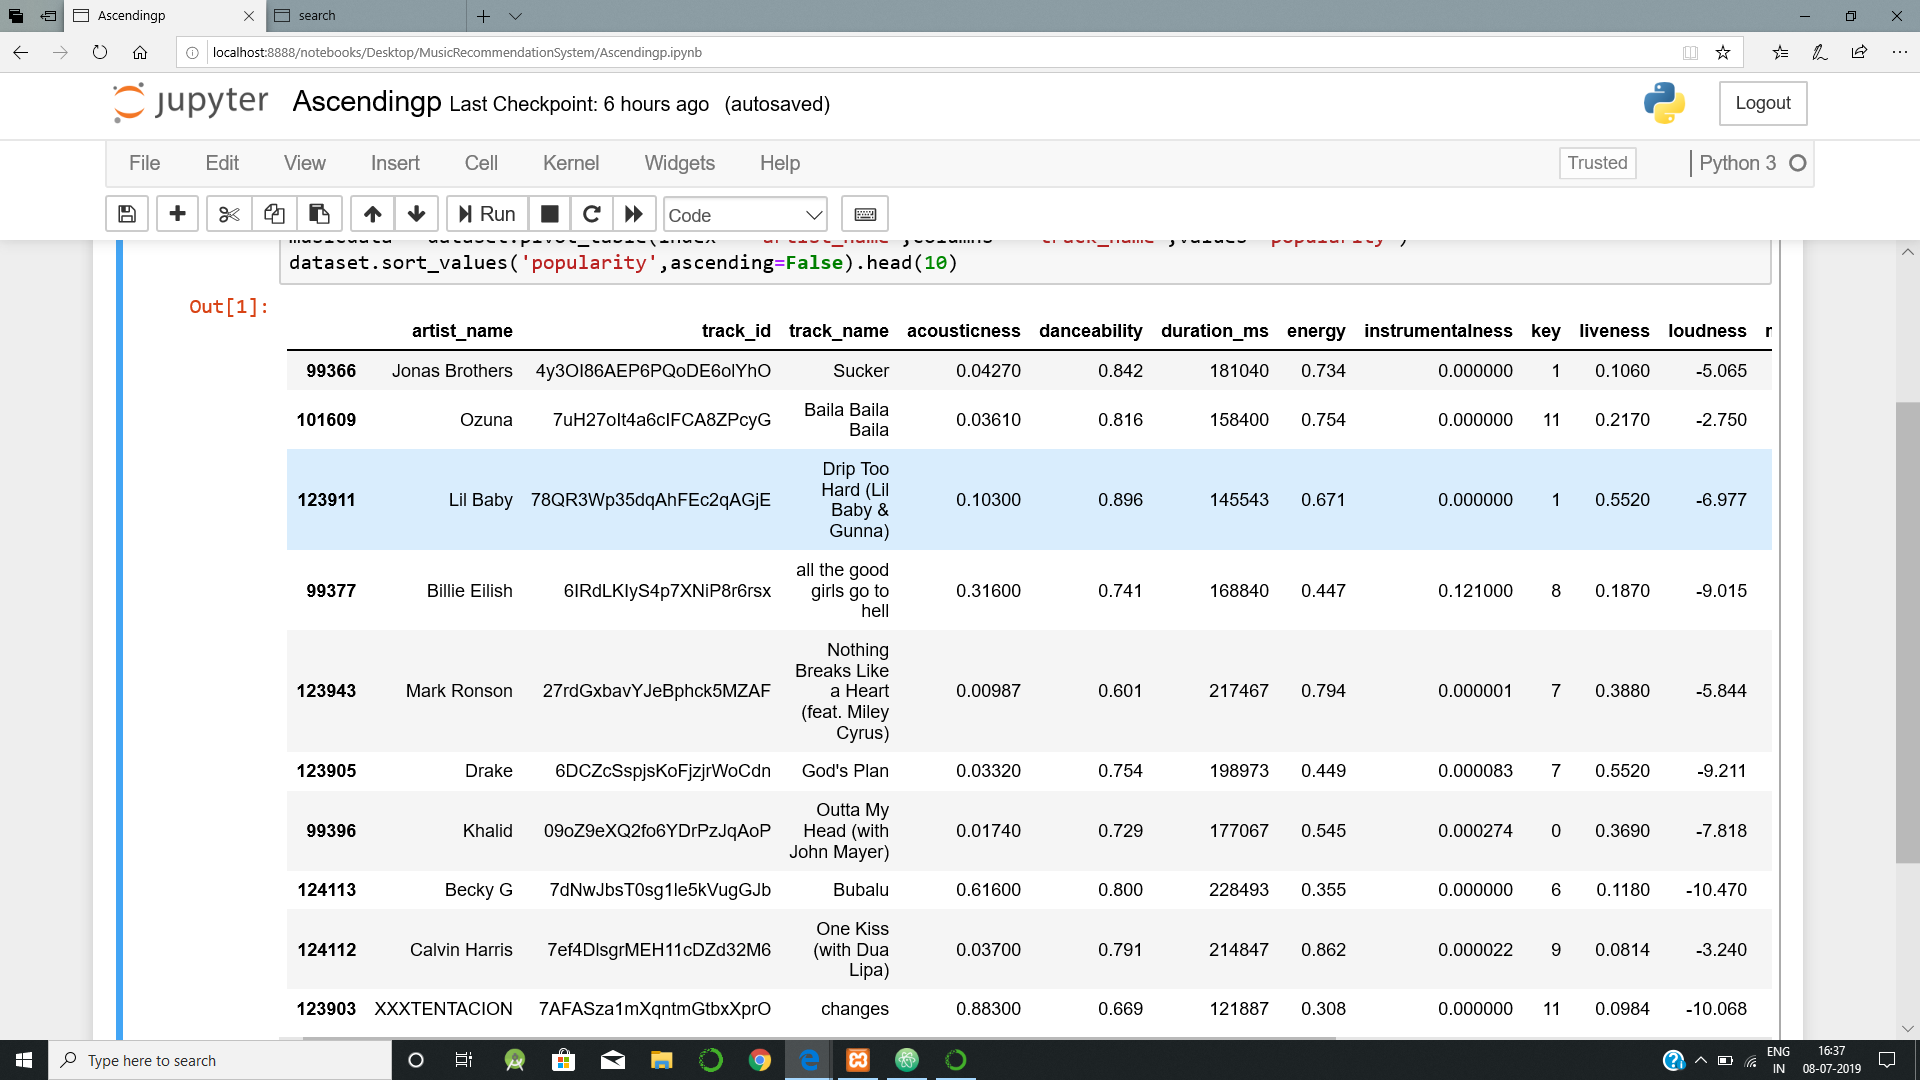 Ascendingp
search
localhost:8888/notebooks/Desktop/MusicRecommendationSystem/Ascendingp.ipynb
jupyter Ascendingp Last Checkpoint: 6 hours ago (autosaved)
Logout
File Edit View Insert Cell Kernel Widgets Help
Trusted
Python 3
Run
Code
musicdata = dataset.pivot_table(index = 'artist_name',columns = 'track_name',values='popularity')
dataset.sort_values('popularity',ascending=False).head(10)
Out[1]:
artist_name track_id track_name acousticness danceability duration_ms energy instrumentalness key liveness loudness
99366 Jonas Brothers 4y3OI86AEP6PQoDE6olYhO Sucker 0.04270 0.842 181040 0.734 0.000000 1 0.1060 -5.065
101609 Ozuna 7uH27oIt4a6cIFCA8ZPcyG Baila Baila Baila 0.03610 0.816 158400 0.754 0.000000 11 0.2170 -2.750
123911 Lil Baby 78QR3Wp35dqAhFEc2qAGjE Drip Too Hard (Lil Baby & Gunna) 0.10300 0.896 145543 0.671 0.000000 1 0.5520 -6.977
99377 Billie Eilish 6IRdLKIyS4p7XNiP8r6rsx all the good girls go to hell 0.31600 0.741 168840 0.447 0.121000 8 0.1870 -9.015
123943 Mark Ronson 27rdGxbavYJeBphck5MZAF Nothing Breaks Like a Heart (feat. Miley Cyrus) 0.00987 0.601 217467 0.794 0.000001 7 0.3880 -5.844
123905 Drake 6DCZcSspjsKoFjzjrWoCdn God's Plan 0.03320 0.754 198973 0.449 0.000083 7 0.5520 -9.211
99396 Khalid 09oZ9eXQ2fo6YDrPzJqAoP Outta My Head (with John Mayer) 0.01740 0.729 177067 0.545 0.000274 0 0.3690 -7.818
124113 Becky G 7dNwJbsT0sg1le5kVugGJb Bubalu 0.61600 0.800 228493 0.355 0.000000 6 0.1180 -10.470
124112 Calvin Harris 7ef4DlsgrMEH11cDZd32M6 One Kiss (with Dua Lipa) 0.03700 0.791 214847 0.862 0.000022 9 0.0814 -3.240
123903 XXXTENTACION 7AFASza1mXqntmGtbxXprO changes 0.88300 0.669 121887 0.308 0.000000 11 0.0984 -10.068
Type here to search
ENG
IN
16:37
08-07-2019